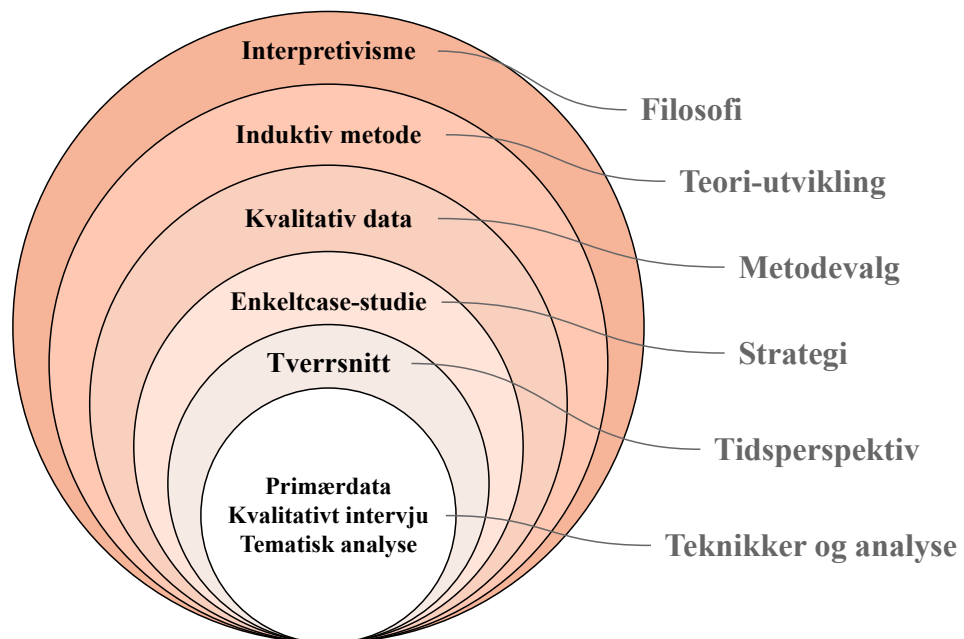 Interpretivisme
Filosofi
Induktiv metode
Teori-utvikling
Kvalitativ data
Metodevalg
Enkeltcase-studie
Strategi
Tverrsnitt
Tidsperspektiv
Primærdata
Kvalitativt intervju
Tematisk analyse
Teknikker og analyse